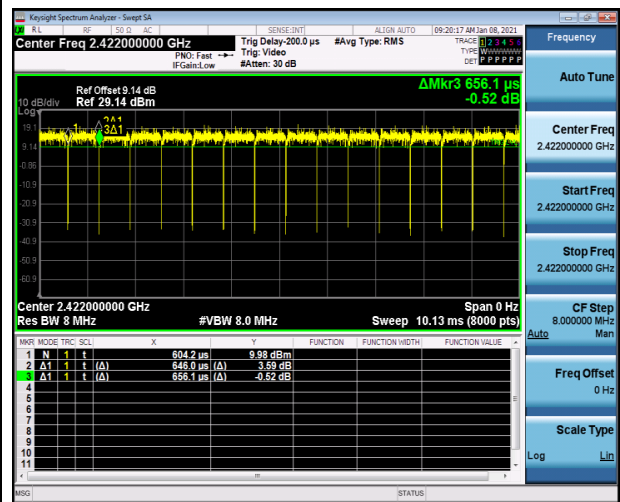 Keysight Spectrum Analyzer - Swept SA
RL RF 50 Ω AC SENSE:INT ALIGN AUTO 09:20:17 AM Jan 08, 2021
Center Freq 2.422000000 GHz
PNO: Fast
IFGain:Low
Trig Delay-200.0 µs
Trig: Video
#Atten: 30 dB
#Avg Type: RMS
TRACE 1 2 3 4 5 6
TYPE WWWWWW
DET P P P P P P
Ref Offset 9.14 dB
10 dB/div Ref 29.14 dBm
ΔMkr3 656.1 µs
-0.52 dB
Log
19.1
9.14
-0.86
-10.9
-20.9
-30.9
-40.9
-50.9
-60.9
1
2Δ1
3Δ1
Center 2.422000000 GHz Span 0 Hz
Res BW 8 MHz #VBW 8.0 MHz Sweep 10.13 ms (8000 pts)
MKR MODE TRC SCL X Y FUNCTION FUNCTION WIDTH FUNCTION VALUE
1 N 1 t 604.2 µs 9.98 dBm
2 Δ1 1 t (Δ) 646.0 µs (Δ) 3.59 dB
3 Δ1 1 t (Δ) 656.1 µs (Δ) -0.52 dB
4
5
6
7
8
9
10
11
MSG STATUS
Frequency
Auto Tune
Center Freq
2.422000000 GHz
Start Freq
2.422000000 GHz
Stop Freq
2.422000000 GHz
CF Step
8.000000 MHz
Auto Man
Freq Offset
0 Hz
Scale Type
Log Lin